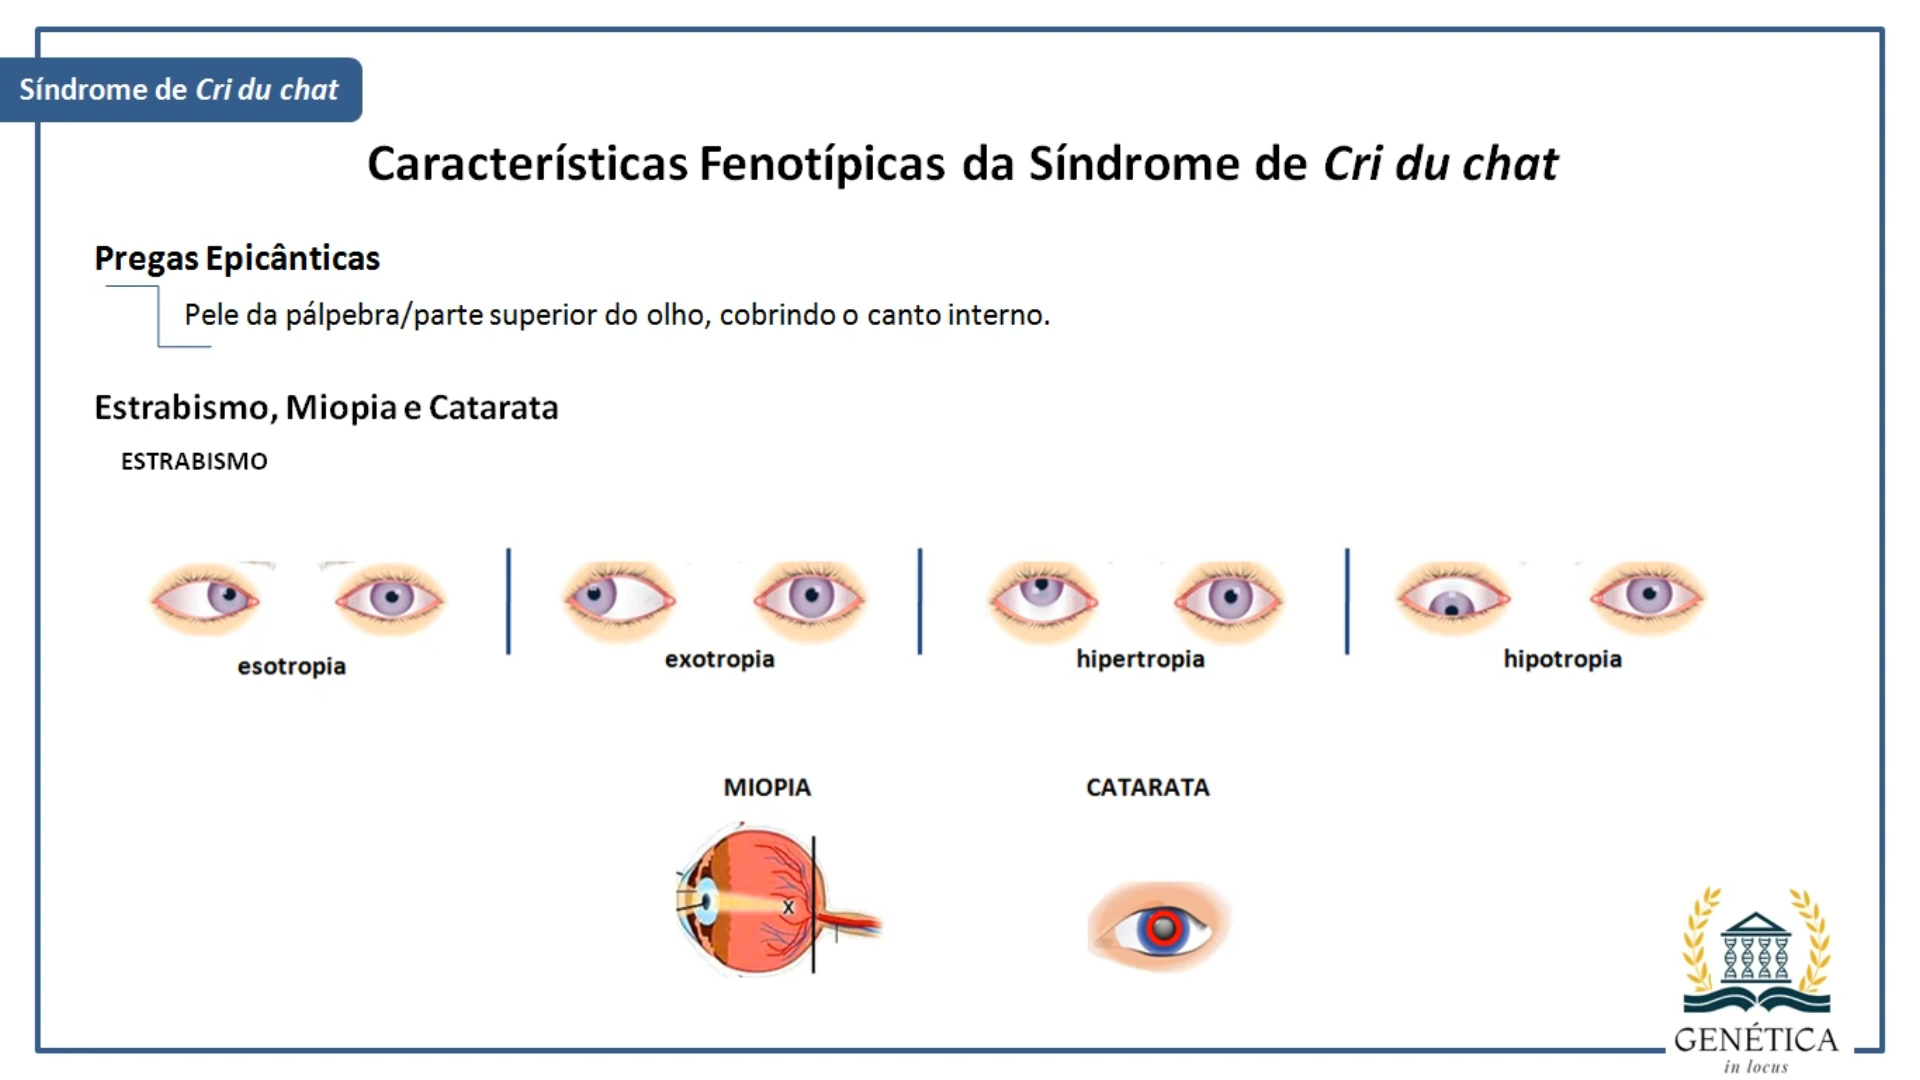 Síndrome de Cri du chat
Características Fenotípicas da Síndrome de Cri du chat
Pregas Epicânticas
Pele da pálpebra/parte superior do olho, cobrindo o canto interno.
Estrabismo, Miopia e Catarata
ESTRABISMO
esotropia
exotropia
hipertropia
hipotropia
MIOPIA
CATARATA
X
GENÉTICA
in locus